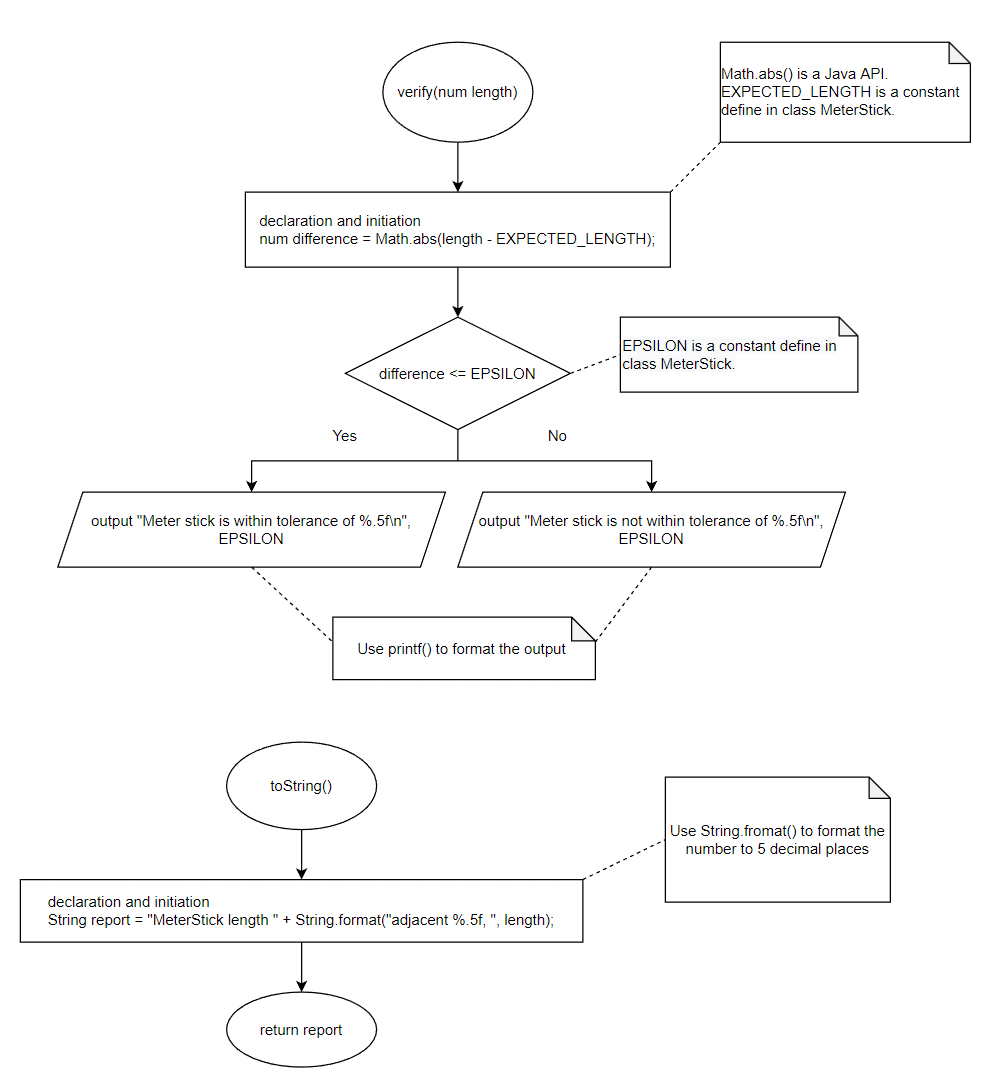 verify(num length)
Math.abs() is a Java API.
EXPECTED_LENGTH is a constant
define in class MeterStick.
declaration and initiation
num difference = Math.abs(length - EXPECTED_LENGTH);
difference <= EPSILON
EPSILON is a constant define in
class MeterStick.
Yes
No
output "Meter stick is within tolerance of %.5f\n",
EPSILON
output "Meter stick is not within tolerance of %.5f\n",
EPSILON
Use printf() to format the output
toString()
Use String.fromat() to format the
number to 5 decimal places
declaration and initiation
String report = "MeterStick length " + String.format("adjacent %.5f, ", length);
return report